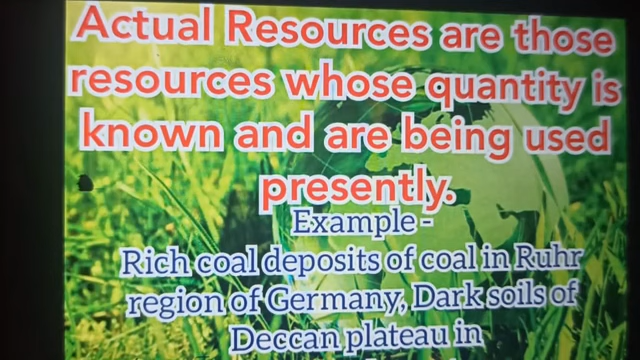 Actual Resources are those
resources whose quantity is
known and are being used
presently.
Example -
Rich coal deposits of coal in Ruhr
region of Germany, Dark soils of
Deccan plateau in